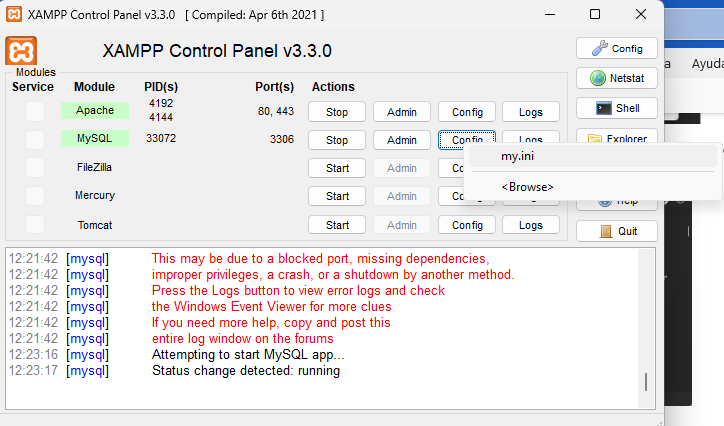 XAMPP Control Panel v3.3.0 [ Compiled: Apr 6th 2021 ]
XAMPP Control Panel v3.3.0
Config
Modules
Service Module PID(s) Port(s) Actions
Netstat
Apache 4192 4144 80, 443 Stop Admin Config Logs
Shell
MySQL 33072 3306 Stop Admin Config Logs
Explorer
FileZilla Start Admin
my.ini
<Browse>
Mercury Start Admin
Help
Tomcat Start Admin Config Logs
Quit
Ayuda
12:21:42 [mysql] This may be due to a blocked port, missing dependencies,
12:21:42 [mysql] improper privileges, a crash, or a shutdown by another method.
12:21:42 [mysql] Press the Logs button to view error logs and check
12:21:42 [mysql] the Windows Event Viewer for more clues
12:21:42 [mysql] If you need more help, copy and post this
12:21:42 [mysql] entire log window on the forums
12:23:16 [mysql] Attempting to start MySQL app...
12:23:17 [mysql] Status change detected: running